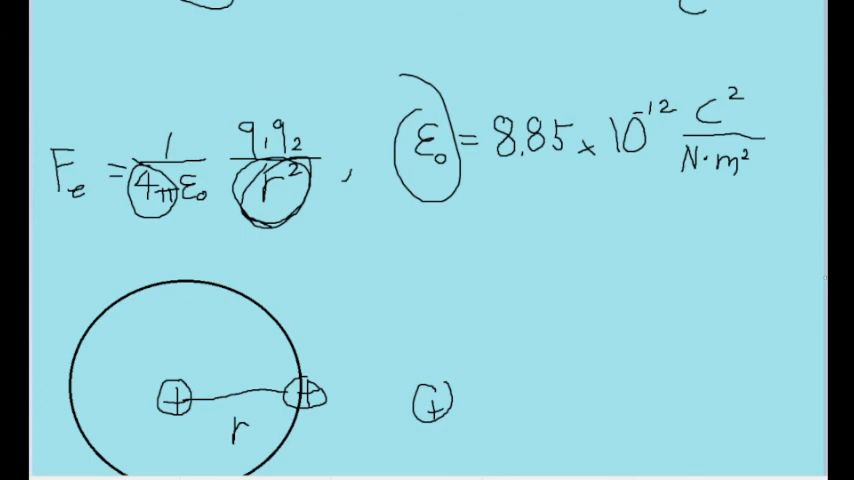 Fe = 1/(4πε₀) q₁q₂/r² , ε₀ = 8.85 × 10⁻¹² C²/(N·m²)
+ + +
r